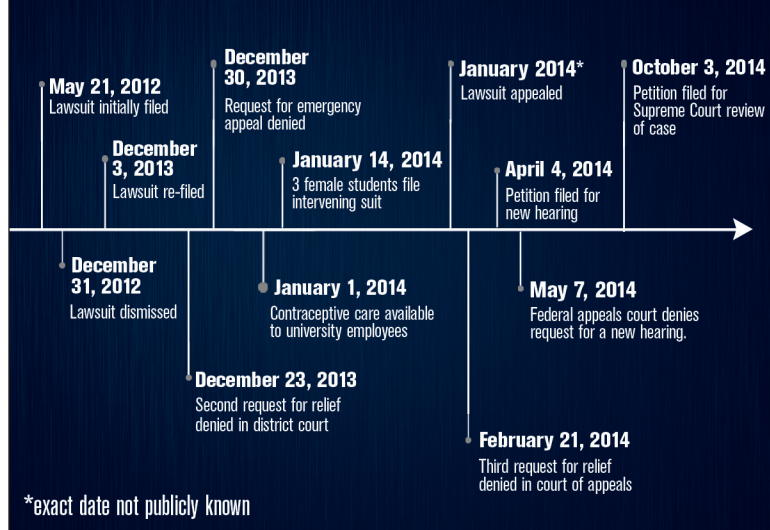 May 21, 2012
Lawsuit initially filed
December
31, 2012
Lawsuit dismissed
December
3, 2013
Lawsuit re-filed
December 23, 2013
Second request for relief
denied in district court
December
30, 2013
Request for emergency
appeal denied
January 1, 2014
Contraceptive care available
to university employees
January 14, 2014
3 female students file
intervening suit
January 2014*
Lawsuit appealed
February 21, 2014
Third request for relief
denied in court of appeals
April 4, 2014
Petition filed for
new hearing
May 7, 2014
Federal appeals court denies
request for a new hearing.
October 3, 2014
Petition filed for
Supreme Court review
of case
*exact date not publicly known